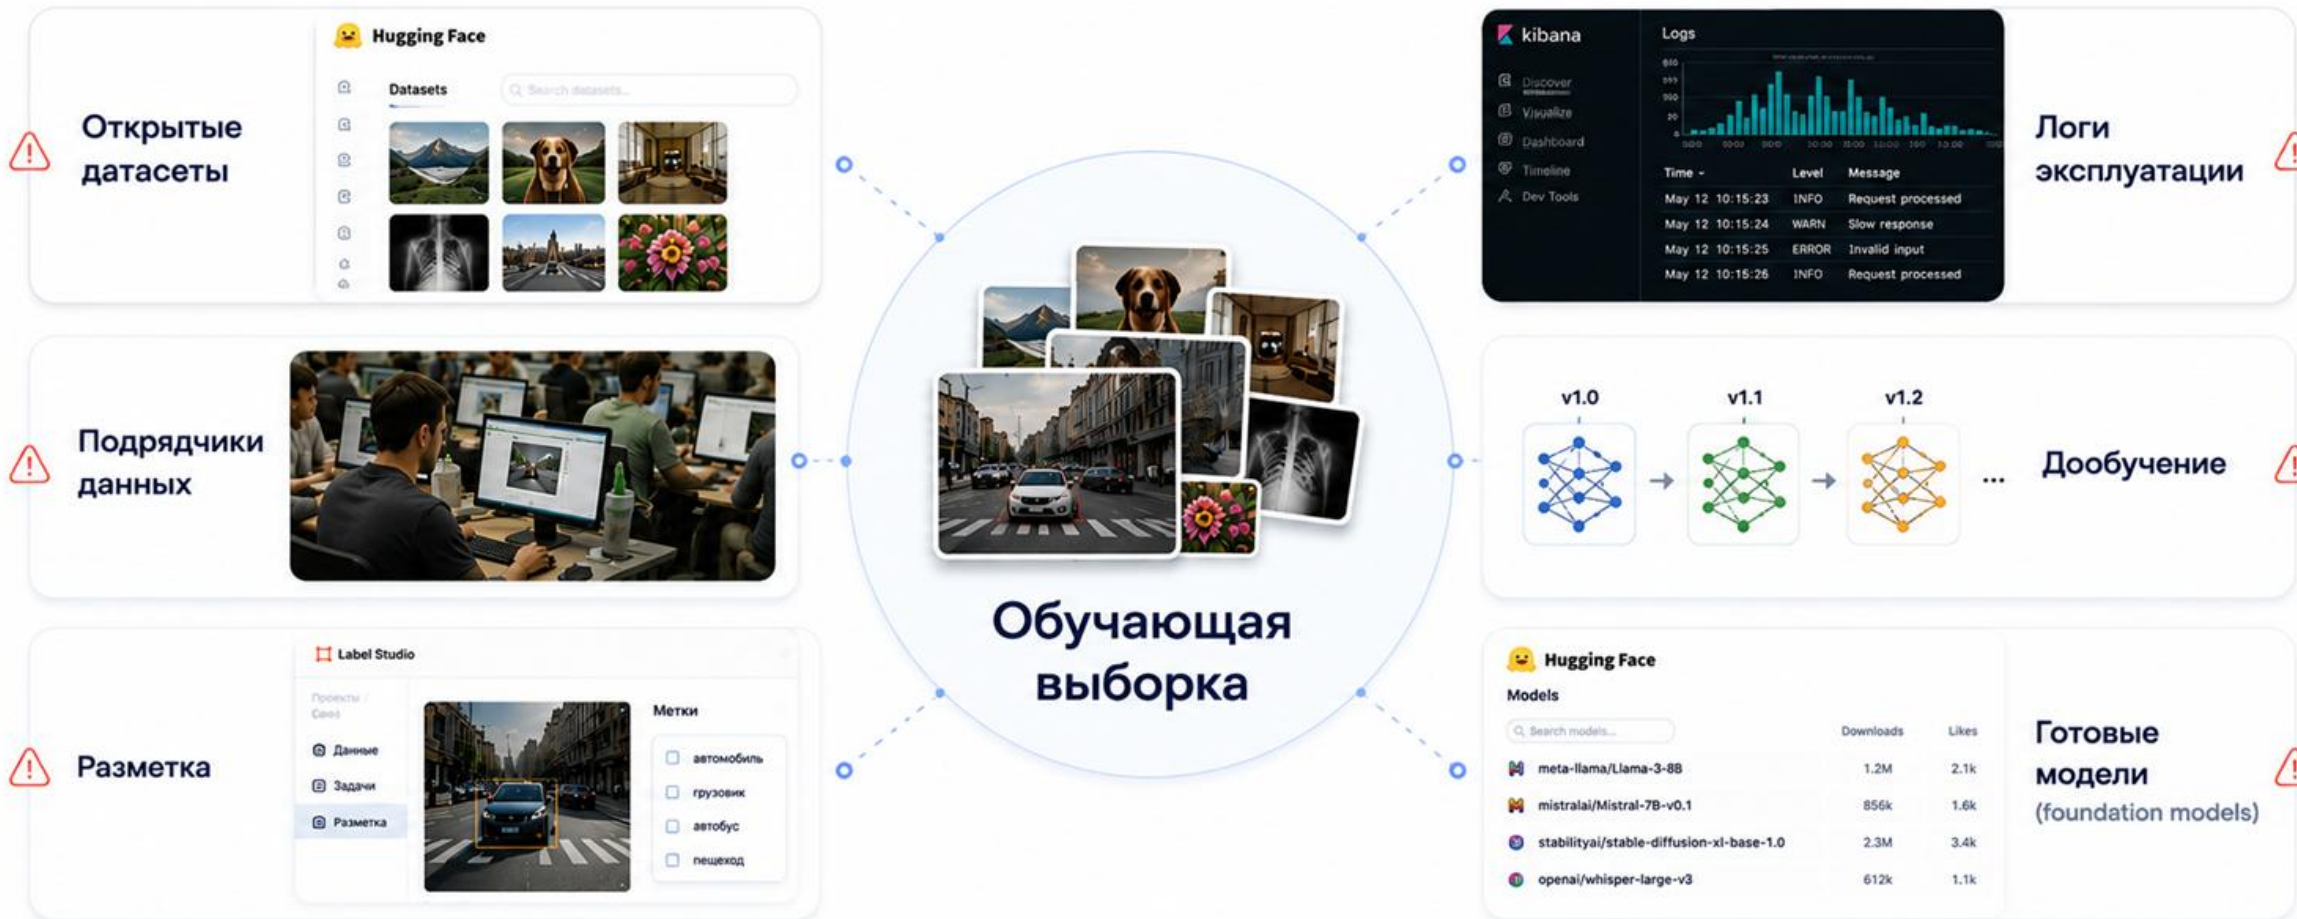 Hugging Face
Datasets
Search datasets...
Открытые
датасеты
Подрядчики
данных
Label Studio
Проекты /
Данные
Задачи
Разметка
Метки
автомобиль
грузовик
автобус
пещеход
Разметка
Обучающая
выборка
kibana
Discover
Visualize
Dashboard
Timeline
Dev Tools
Logs
Time Level Message
May 12 10:15:23 INFO Request processed
May 12 10:15:24 WARN Slow response
May 12 10:15:25 ERROR Invalid input
May 12 10:15:26 INFO Request processed
Логи
эксплуатации
v1.0 v1.1 v1.2 ...
Дообучение
Hugging Face
Models
Search models... Downloads Likes
meta-llama/Llama-3-8B 1.2M 2.1k
mistralai/Mistral-7B-v0.1 856k 1.6k
stabilityai/stable-diffusion-xl-base-1.0 2.3M 3.4k
openai/whisper-large-v3 612k 1.1k
Готовые
модели
(foundation models)